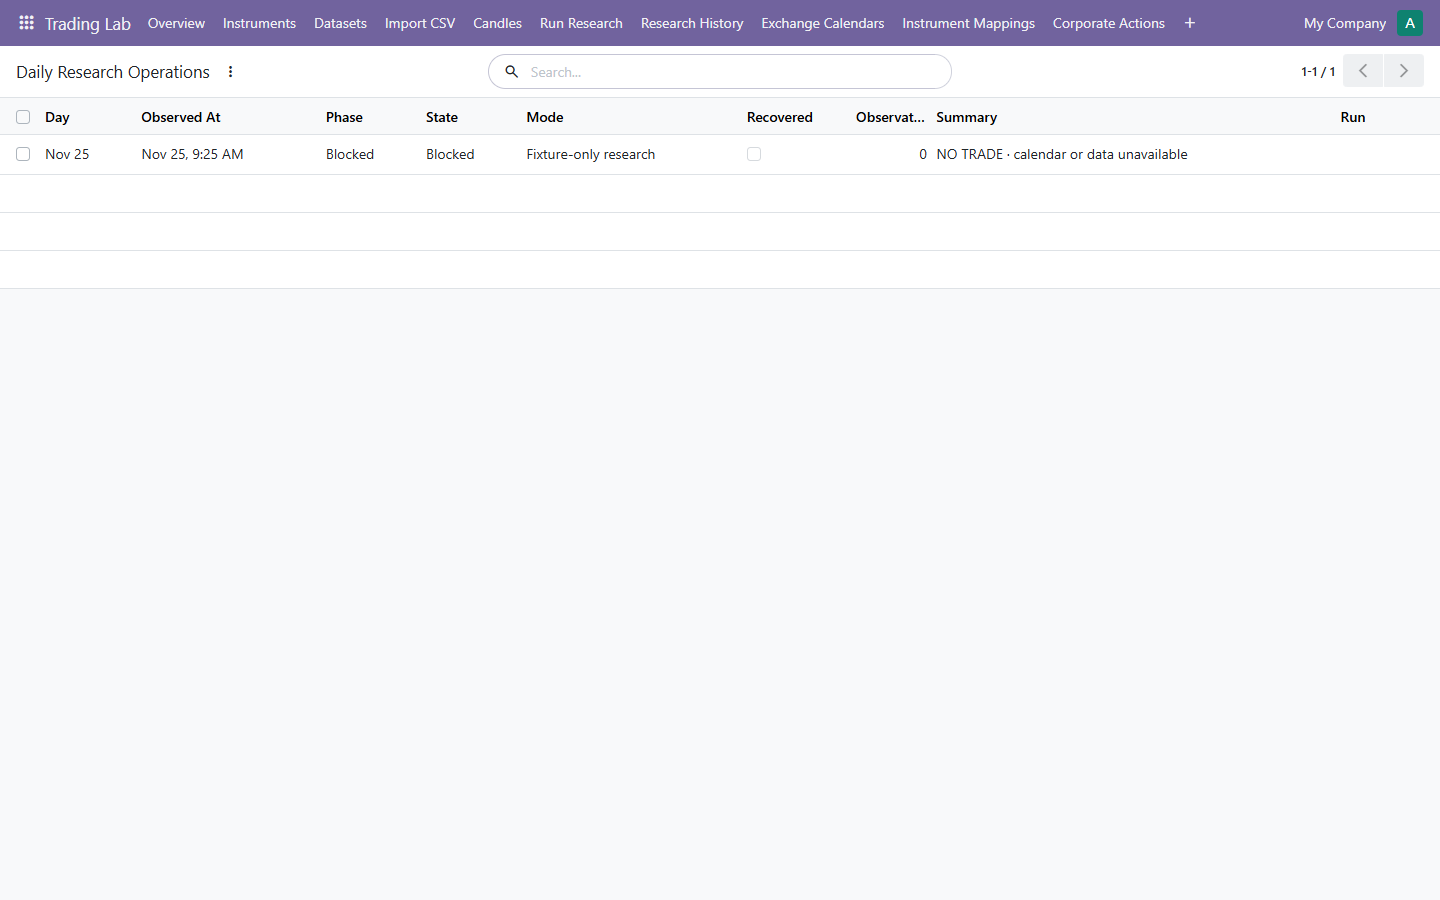 Trading Lab Overview Instruments Datasets Import CSV Candles Run Research Research History Exchange Calendars Instrument Mappings Corporate Actions + My Company A
Daily Research Operations Search... 1-1 / 1
Day Observed At Phase State Mode Recovered Observat... Summary Run
Nov 25 Nov 25, 9:25 AM Blocked Blocked Fixture-only research 0 NO TRADE · calendar or data unavailable